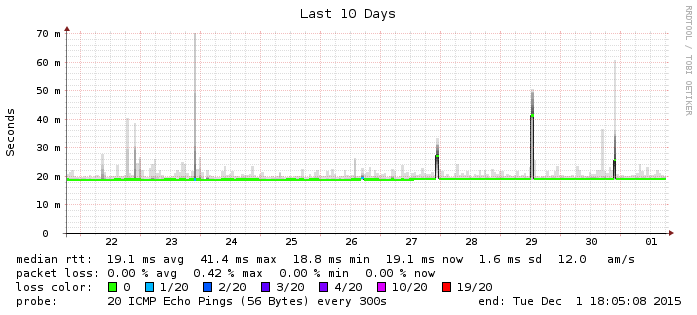 Last 10 Days
RRDTOOL / TOBI OETIKER
Seconds
70 m
60 m
50 m
40 m
30 m
20 m
10 m
0
22 23 24 25 26 27 28 29 30 01
median rtt: 19.1 ms avg 41.4 ms max 18.8 ms min 19.1 ms now 1.6 ms sd 12.0 am/s
packet loss: 0.00 % avg 0.42 % max 0.00 % min 0.00 % now
loss color: 0 1/20 2/20 3/20 4/20 10/20 19/20
probe: 20 ICMP Echo Pings (56 Bytes) every 300s end: Tue Dec 1 18:05:08 2015